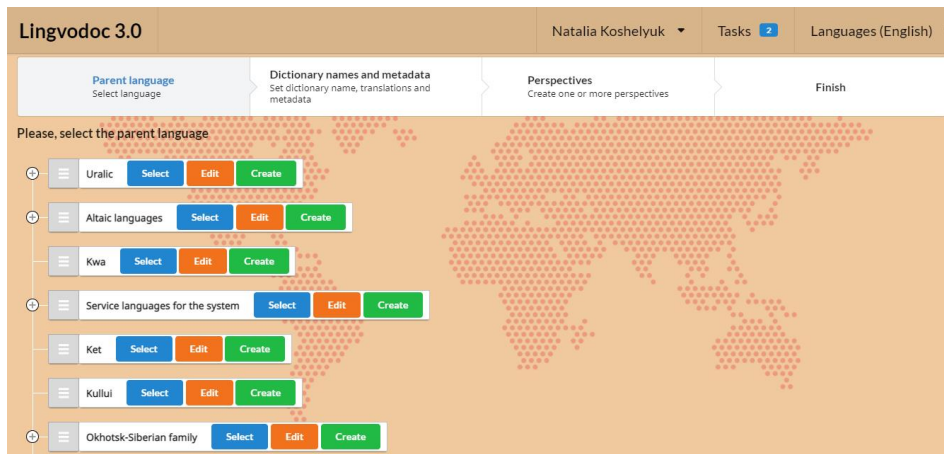 Lingvodoc 3.0 Natalia Koshelyuk Tasks 2 Languages (English)
Parent language
Select language
Dictionary names and metadata
Set dictionary name, translations and
metadata
Perspectives
Create one or more perspectives
Finish
Please, select the parent language
Uralic Select Edit Create
Altaic languages Select Edit Create
Kwa Select Edit Create
Service languages for the system Select Edit Create
Ket Select Edit Create
Kullui Select Edit Create
Okhotsk-Siberian family Select Edit Create